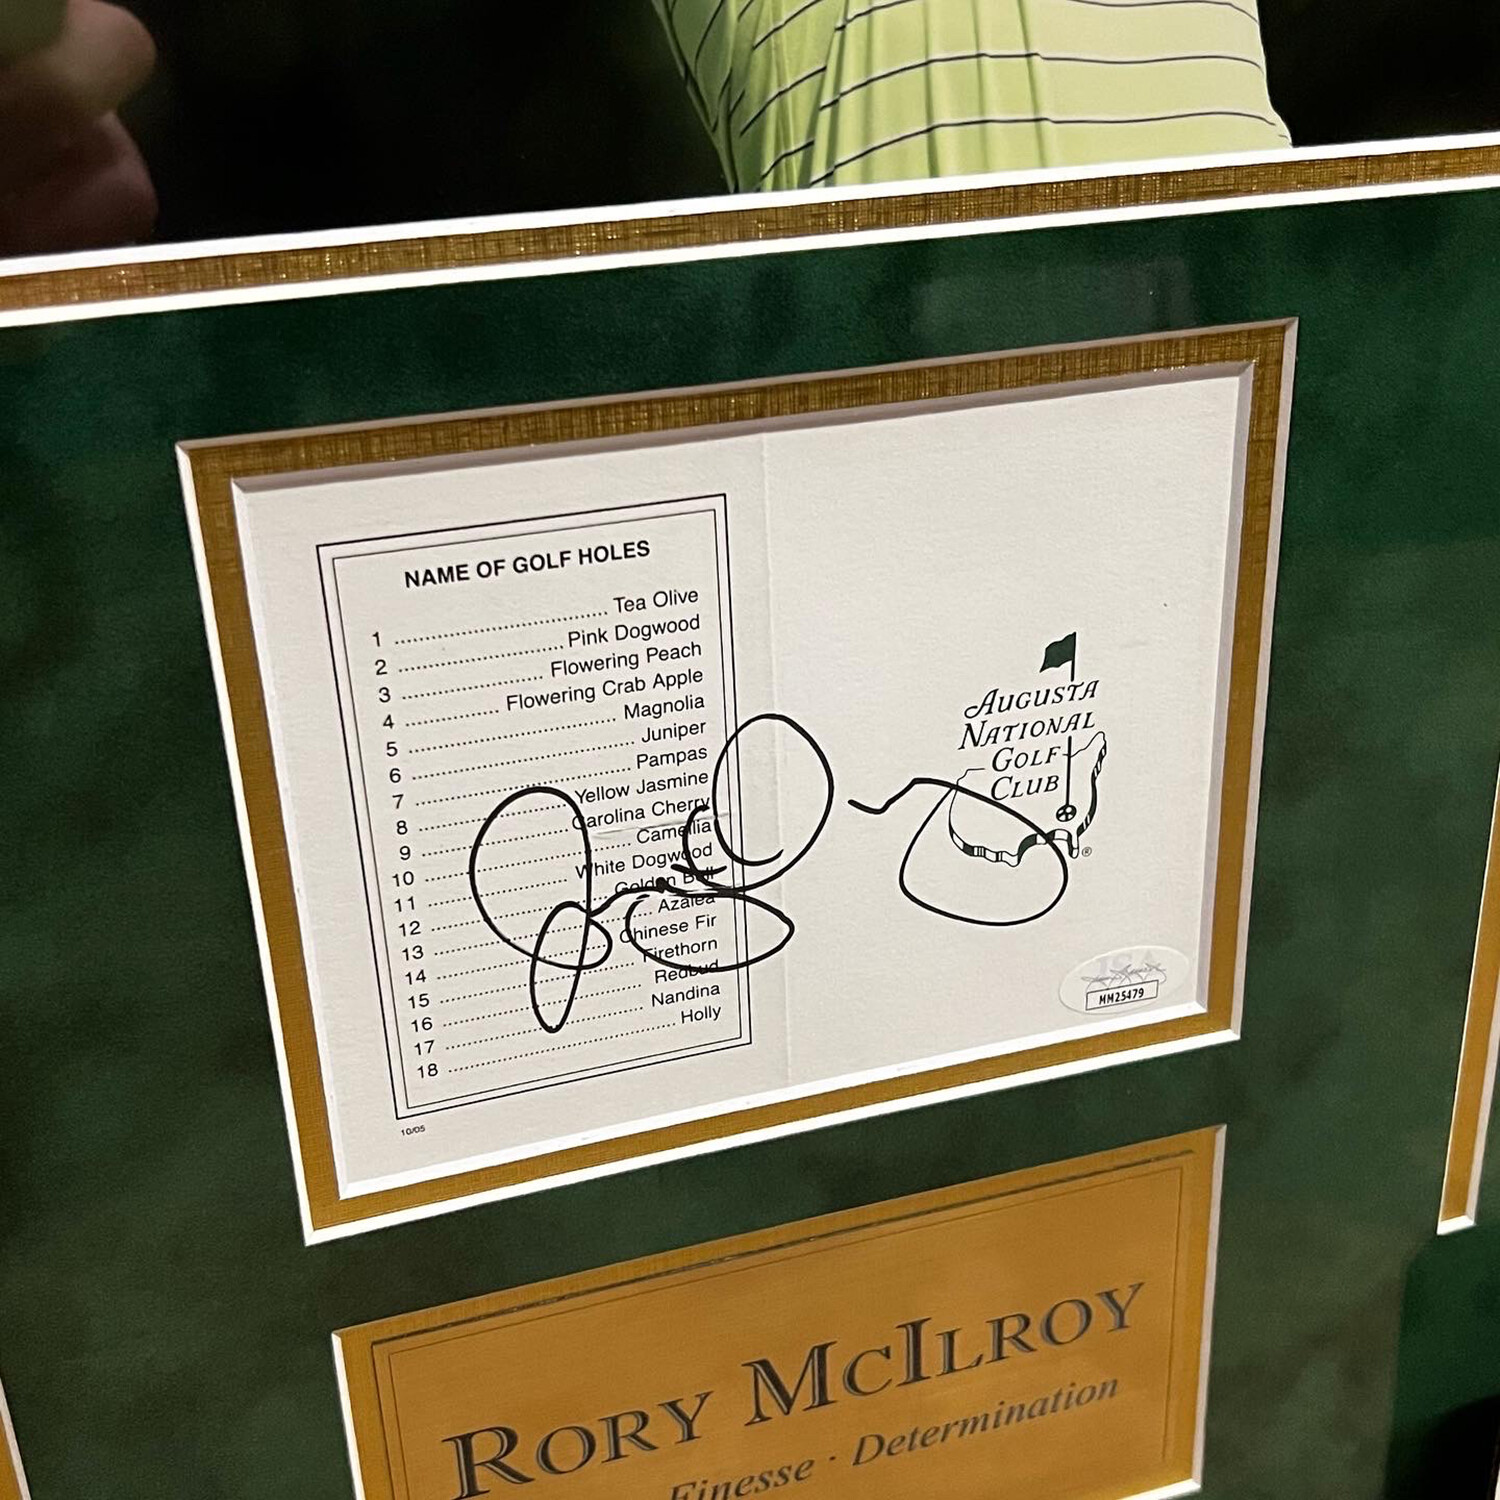 NAME OF GOLF HOLES
1 ........ Tea Olive
2 ........ Pink Dogwood
3 ........ Flowering Peach
4 ........ Flowering Crab Apple
5 ........ Magnolia
6 ........ Juniper
7 ........ Pampas
8 ........ Yellow Jasmine
9 ........ Carolina Cherry
10 ........ Camellia
11 ........ White Dogwood
12 ........ Golden Bell
13 ........ Azalea
14 ........ Chinese Fir
15 ........ Firethorn
16 ........ Redbud
17 ........ Nandina
18 ........ Holly
10/05
AUGUSTA
NATIONAL
GOLF
CLUB
®
JSA
MM25479
RORY MCILROY
Finesse · Determination